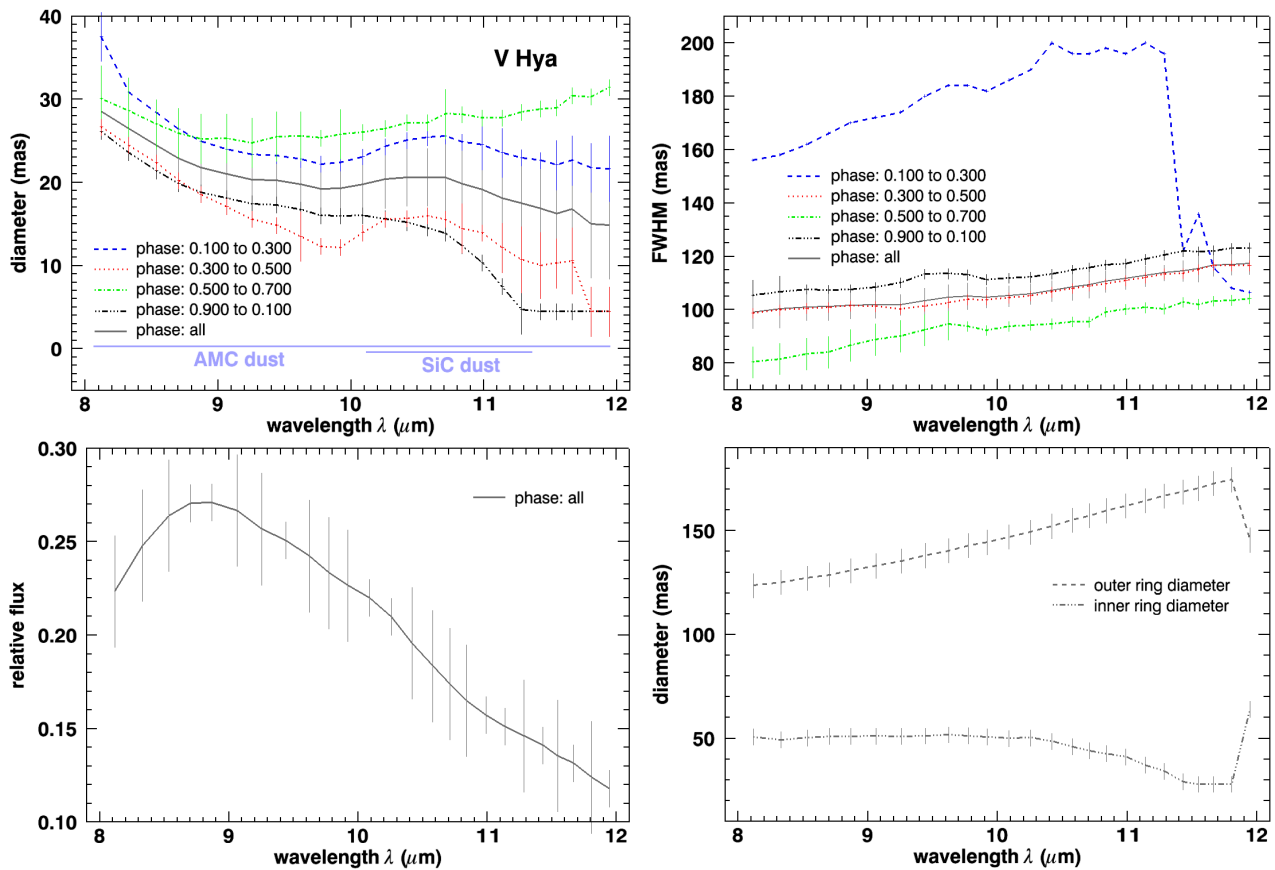 V Hya
diameter (mas)
40
30
20
10
0
phase: 0.100 to 0.300
phase: 0.300 to 0.500
phase: 0.500 to 0.700
phase: 0.900 to 0.100
phase: all
AMC dust
SiC dust
8 9 10 11 12
wavelength λ (μm)
FWHM (mas)
200
180
160
140
120
100
80
phase: 0.100 to 0.300
phase: 0.300 to 0.500
phase: 0.500 to 0.700
phase: 0.900 to 0.100
phase: all
8 9 10 11 12
wavelength λ (μm)
relative flux
0.30
0.25
0.20
0.15
0.10
phase: all
8 9 10 11 12
wavelength λ (μm)
diameter (mas)
150
100
50
outer ring diameter
inner ring diameter
8 9 10 11 12
wavelength λ (μm)